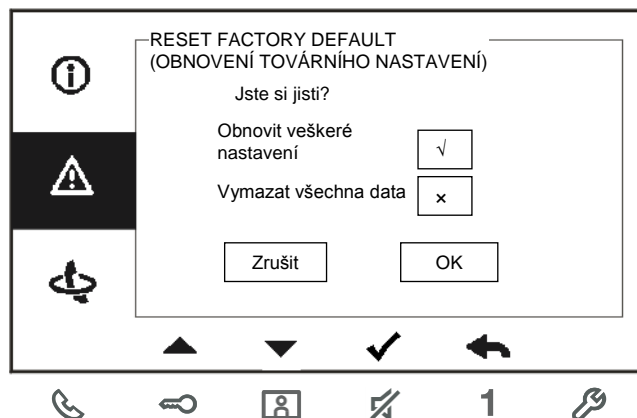 RESET FACTORY DEFAULT
(OBNOVENÍ TOVÁRNÍHO NASTAVENÍ)
Jste si jisti?
Obnovit veškeré
nastavení
√
Vymazat všechna data
×
Zrušit
OK
1